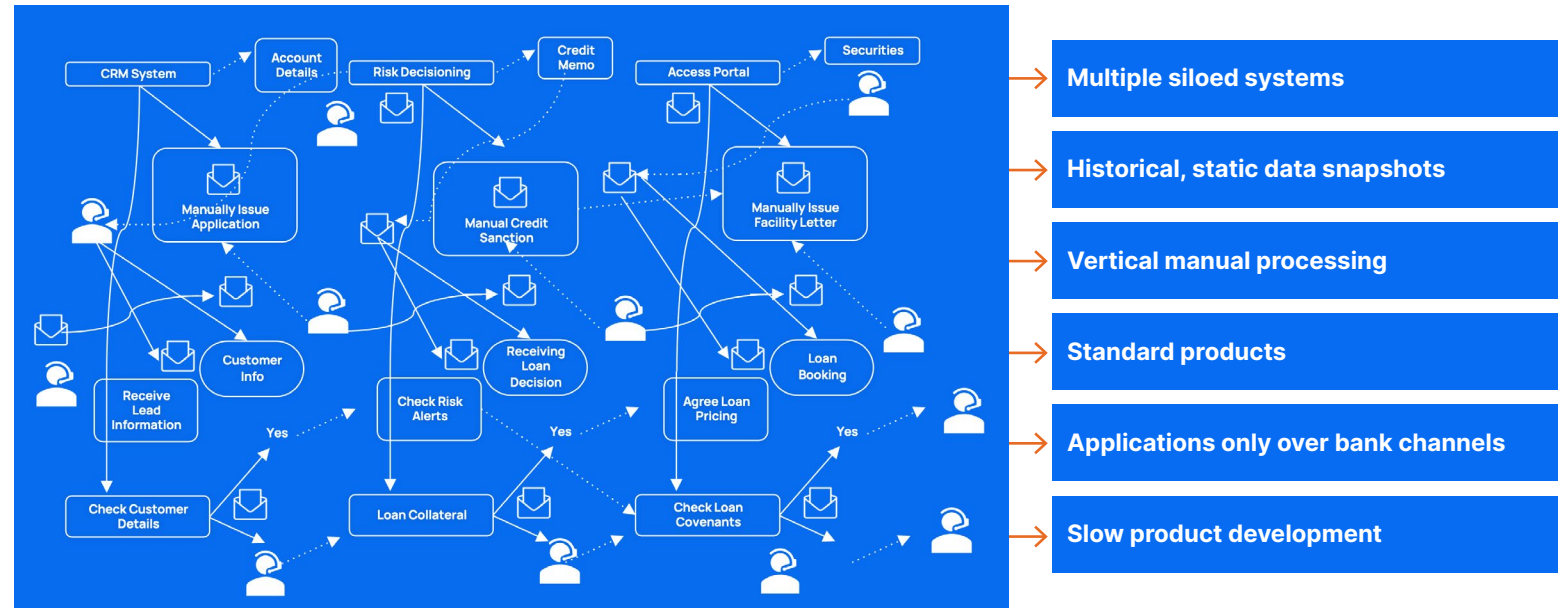 CRM System
Account
Details
Risk Decisioning
Credit
Memo
Access Portal
Securities
Manually Issue
Application
Manual Credit
Sanction
Manually Issue
Facility Letter
Customer
Info
Receiving
Loan
Decision
Loan
Booking
Receive
Lead
Information
Check Risk
Alerts
Agree Loan
Pricing
Yes
Yes
Yes
Check Customer
Details
Loan Collateral
Check Loan
Covenants
Multiple siloed systems
Historical, static data snapshots
Vertical manual processing
Standard products
Applications only over bank channels
Slow product development